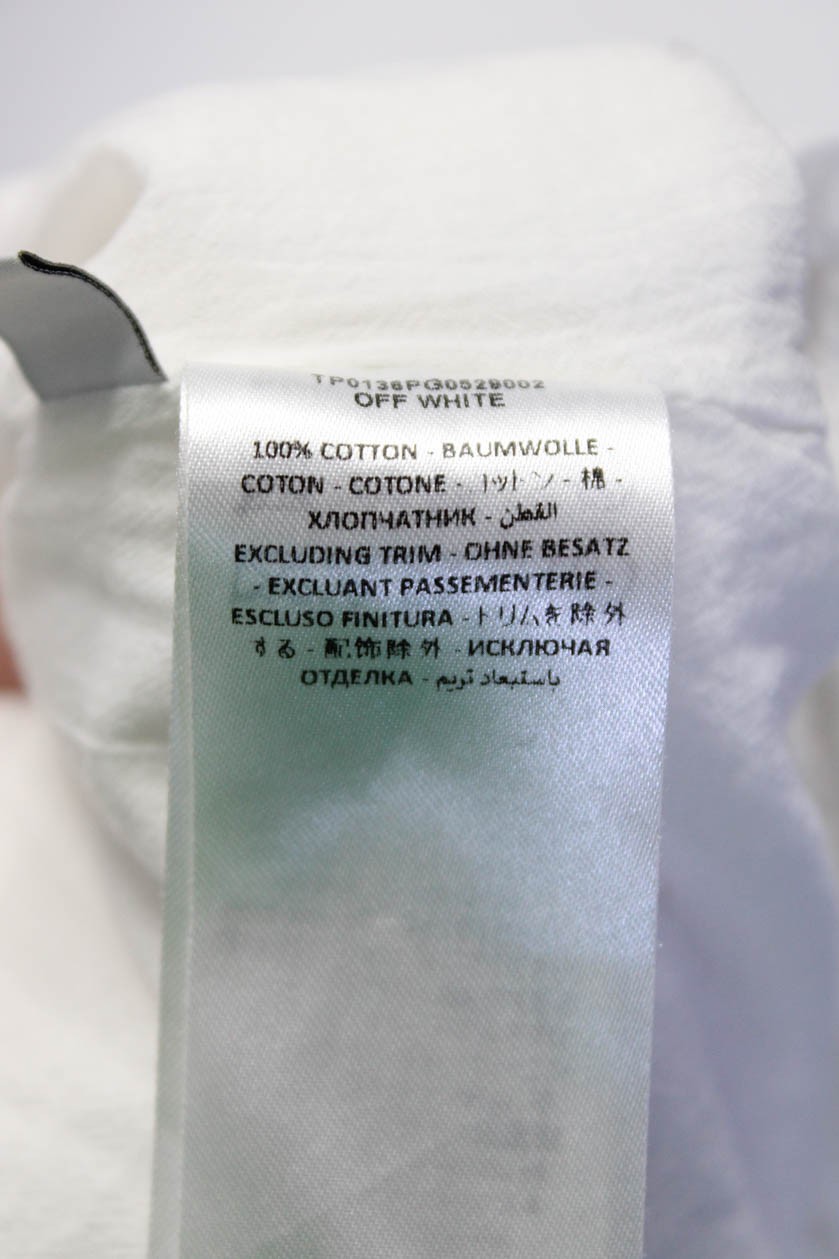 TP0136PG0529002
OFF WHITE
100% COTTON - BAUMWOLLE -
COTON - COTONE - コットン - 棉 -
ХЛОПЧАТНИК - القطن
EXCLUDING TRIM - OHNE BESATZ
- EXCLUANT PASSEMENTERIE -
ESCLUSO FINITURA - トリムを除外
する - 配饰除外 - ИСКЛЮЧАЯ
ОТДЕЛКА - باستبعاد تريم